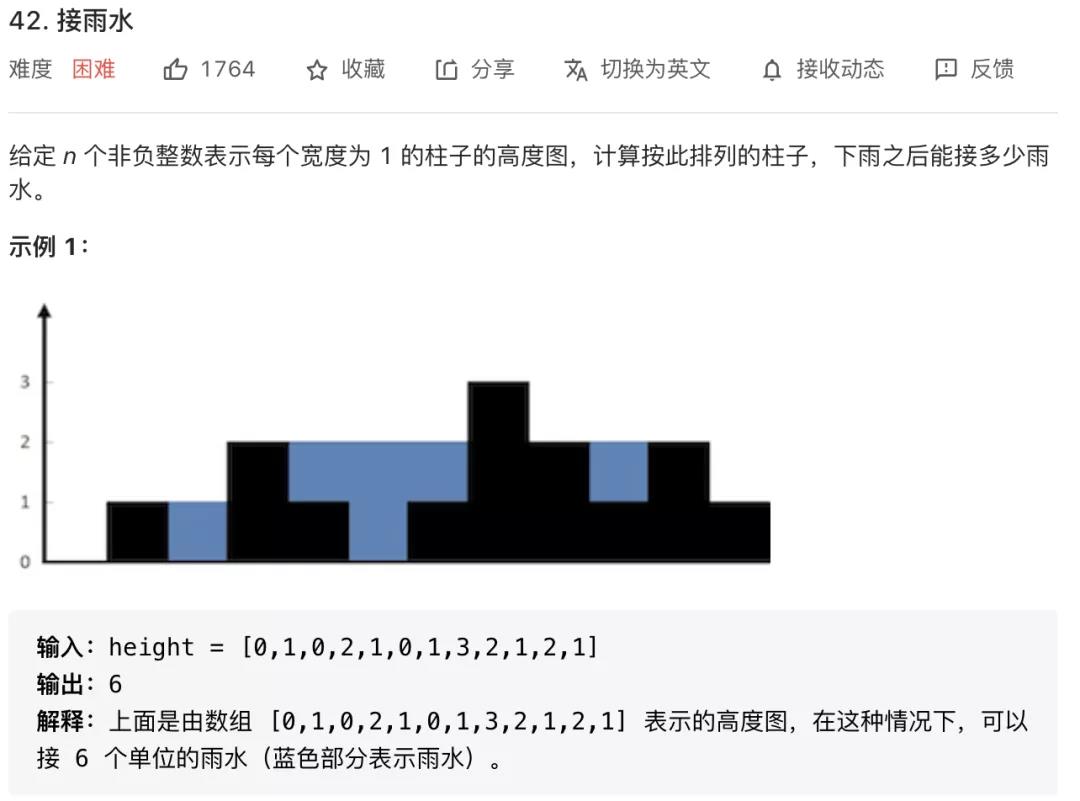 42. 接雨水
难度 困难 1764 收藏 分享 切换为英文 接收动态 反馈
给定 n 个非负整数表示每个宽度为 1 的柱子的高度图，计算按此排列的柱子，下雨之后能接多少雨
水。
示例 1：
3
2
1
0
输入：height = [0,1,0,2,1,0,1,3,2,1,2,1]
输出：6
解释：上面是由数组 [0,1,0,2,1,0,1,3,2,1,2,1] 表示的高度图，在这种情况下，可以
接 6 个单位的雨水（蓝色部分表示雨水）。